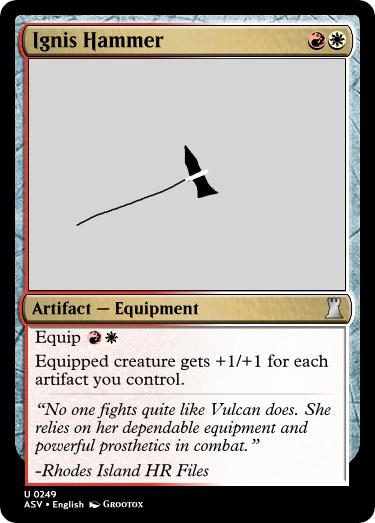 Ignis Hammer
Artifact — Equipment
Equip
Equipped creature gets +1/+1 for each
artifact you control.
“No one fights quite like Vulcan does. She
relies on her dependable equipment and
powerful prosthetics in combat.”
-Rhodes Island HR Files
U 0249
ASV • English Grootox